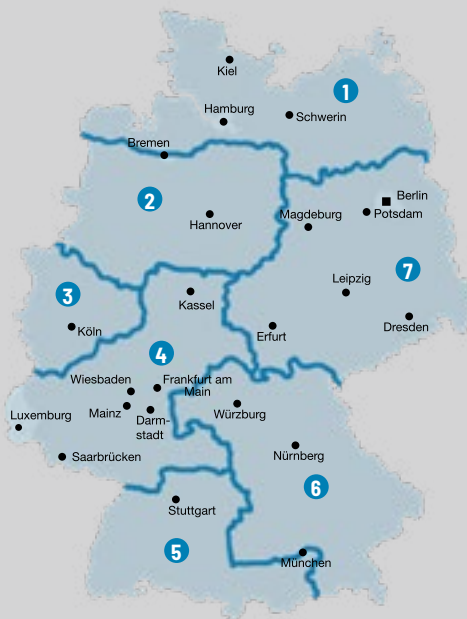 Kiel
1
Hamburg
Schwerin
Bremen
2
Berlin
Potsdam
Magdeburg
Hannover
7
Leipzig
3
Kassel
Köln
Erfurt
Dresden
4
Wiesbaden
Frankfurt am
Main
Mainz
Darm-
stadt
Würzburg
Luxemburg
Saarbrücken
Nürnberg
6
Stuttgart
5
München